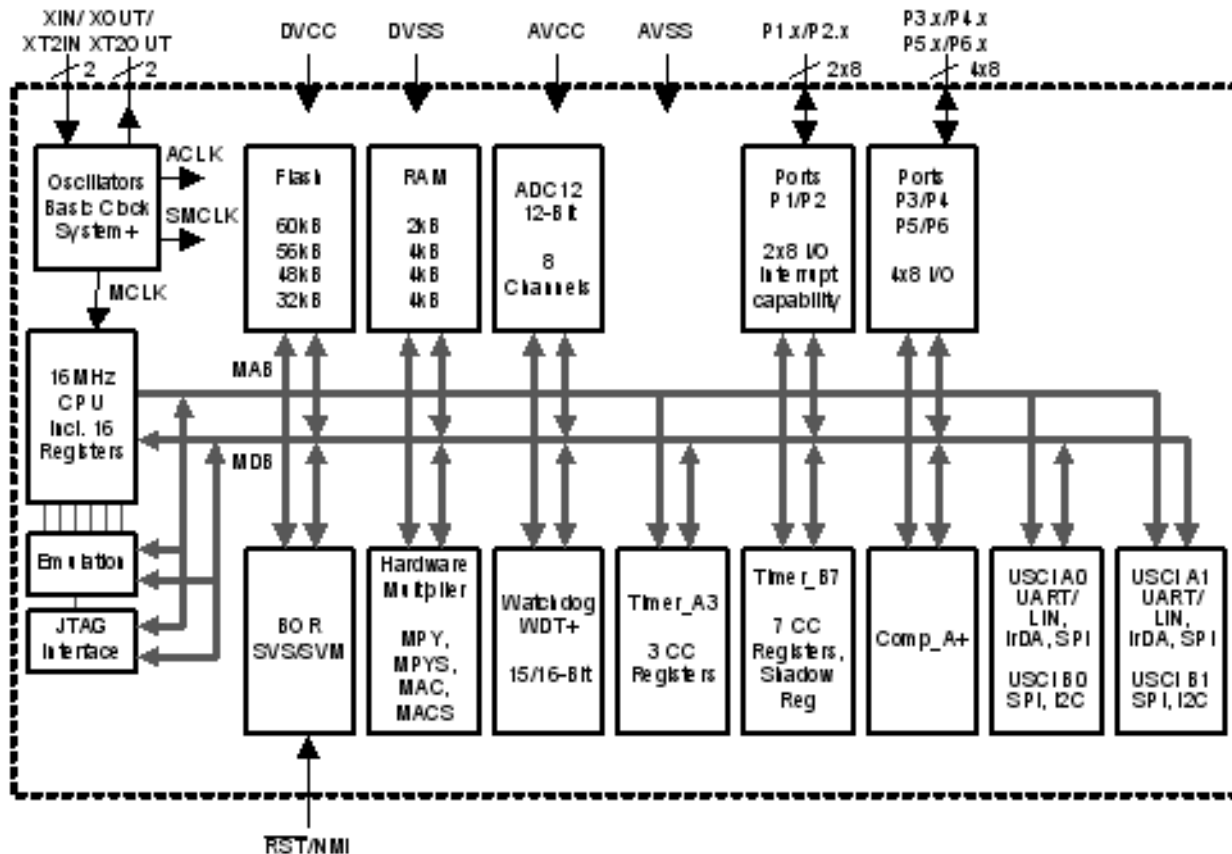 XIN/ XOUT/
XT2IN XT2OUT
2 2
DVCC
DVSS
AVCC
AVSS
P1.x/P2.x
2x8
P3.x/P4.x
P5.x/P6.x
4x8
ACLK
SMCLK
MCLK
Oscillators
Basic Clock
System+
Flash
60kB
56kB
48kB
32kB
RAM
2kB
4kB
4kB
4kB
ADC12
12-Bit
8
Channels
Ports
P1/P2
2x8 I/O
Interrupt
capability
Ports
P3/P4
P5/P6
4x8 I/O
16MHz
CPU
incl. 16
Registers
MAB
MDB
Emulation
JTAG
Interface
BOR
SVS/SVM
Hardware
Multiplier
MPY,
MPYS,
MAC,
MACS
Watchdog
WDT+
15/16-Bit
Timer_A3
3 CC
Registers
Timer_B7
7 CC
Registers,
Shadow
Reg
Comp_A+
USCI A0
UART/
LIN,
IrDA, SPI
USCI B0
SPI, I2C
USCI A1
UART/
LIN,
IrDA, SPI
USCI B1
SPI, I2C
RST/NMI